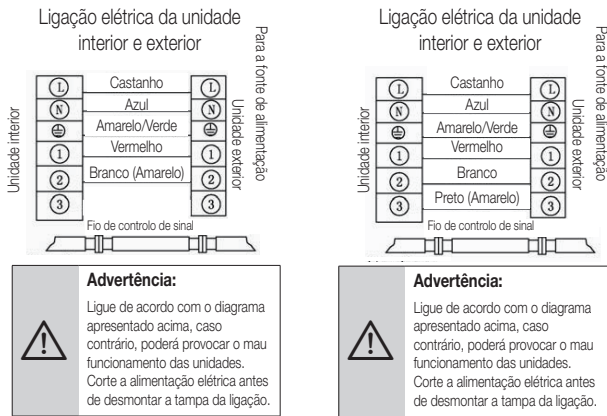 Ligação elétrica da unidade
interior e exterior
Para a fonte de alimentação
Unidade interior
Unidade exterior
L Castanho L
N Azul N
Amarelo/Verde
1 Vermelho 1
2 Branco (Amarelo) 2
3 3
Fio de controlo de sinal
Advertência:
Ligue de acordo com o diagrama
apresentado acima, caso
contrário, poderá provocar o mau
funcionamento das unidades.
Corte a alimentação elétrica antes
de desmontar a tampa da ligação.
Ligação elétrica da unidade
interior e exterior
Para a fonte de alimentação
Unidade interior
Unidade exterior
L Castanho L
N Azul N
Amarelo/Verde
1 Vermelho 1
2 Branco 2
3 Preto (Amarelo) 3
Fio de controlo de sinal
Advertência:
Ligue de acordo com o diagrama
apresentado acima, caso
contrário, poderá provocar o mau
funcionamento das unidades.
Corte a alimentação elétrica antes
de desmontar a tampa da ligação.